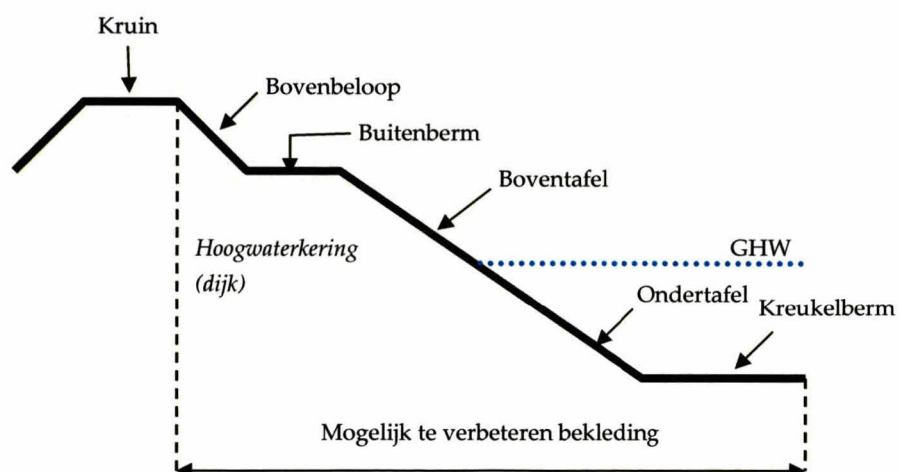 Kruin
Bovenbeloop
Buitenberm
Boventafel
Hoogwaterkering
(dijk)
GHW
Ondertafel
Kreukelberm
Mogelijk te verbeteren bekleding